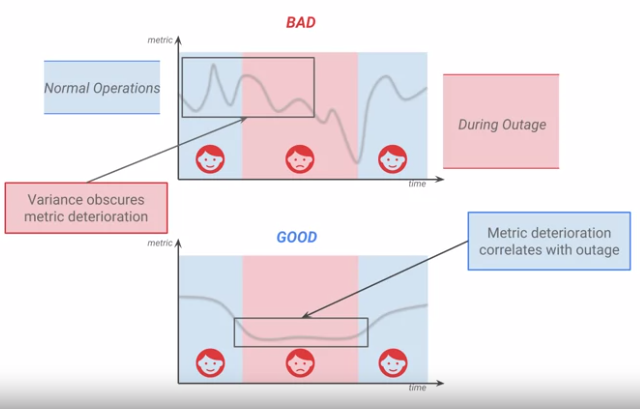 BAD
metric
Normal Operations
During Outage
time
Variance obscures
metric deterioration
GOOD
metric
Metric deterioration
correlates with outage
time